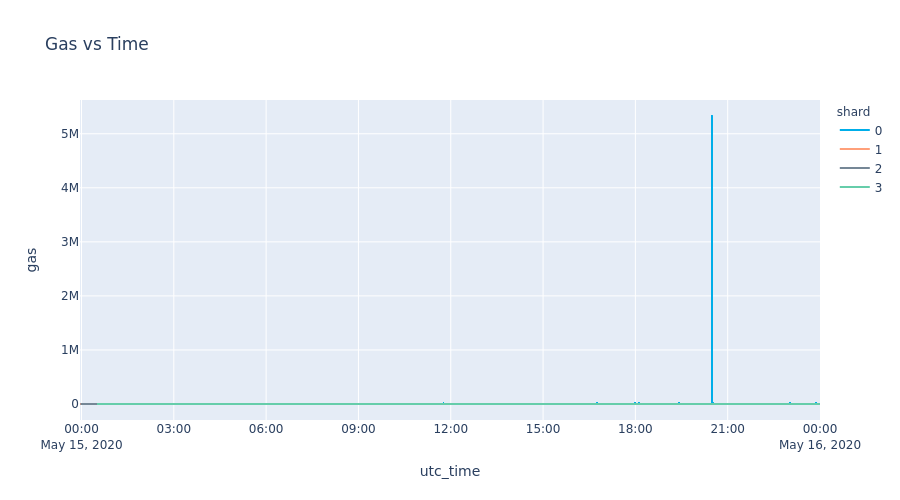 Gas vs Time
shard
0
1
2
3
5M
4M
3M
2M
1M
0
gas
00:00 03:00 06:00 09:00 12:00 15:00 18:00 21:00 00:00
May 15, 2020 May 16, 2020
utc_time